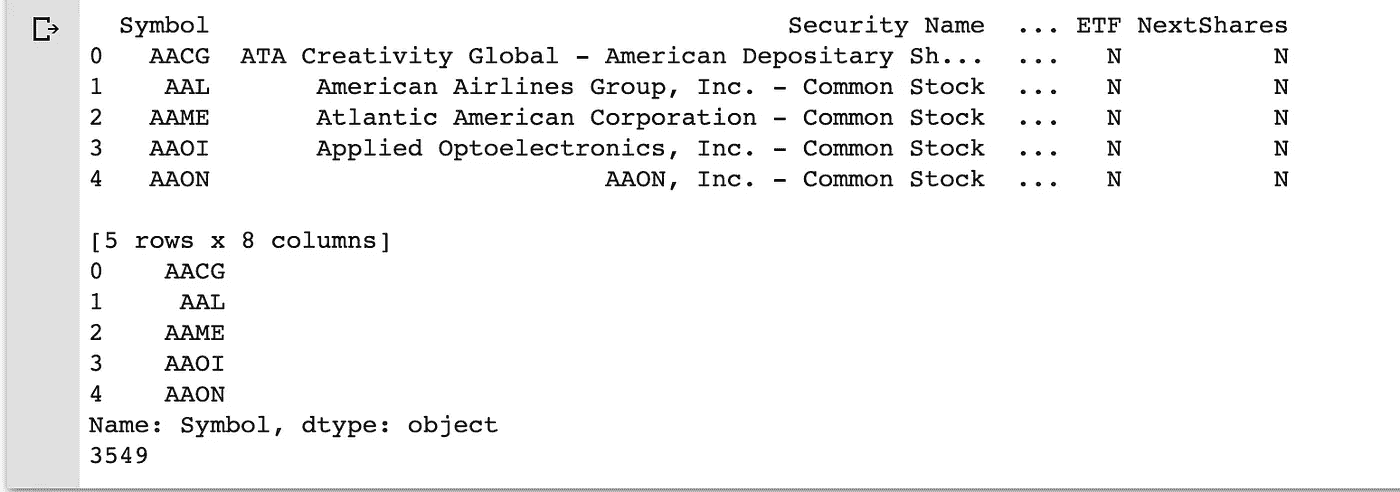 Symbol Security Name ... ETF NextShares
0 AACG ATA Creativity Global - American Depositary Sh... ... N N
1 AAL American Airlines Group, Inc. - Common Stock ... N N
2 AAME Atlantic American Corporation - Common Stock ... N N
3 AAOI Applied Optoelectronics, Inc. - Common Stock ... N N
4 AAON AAON, Inc. - Common Stock ... N N
[5 rows x 8 columns]
0 AACG
1 AAL
2 AAME
3 AAOI
4 AAON
Name: Symbol, dtype: object
3549